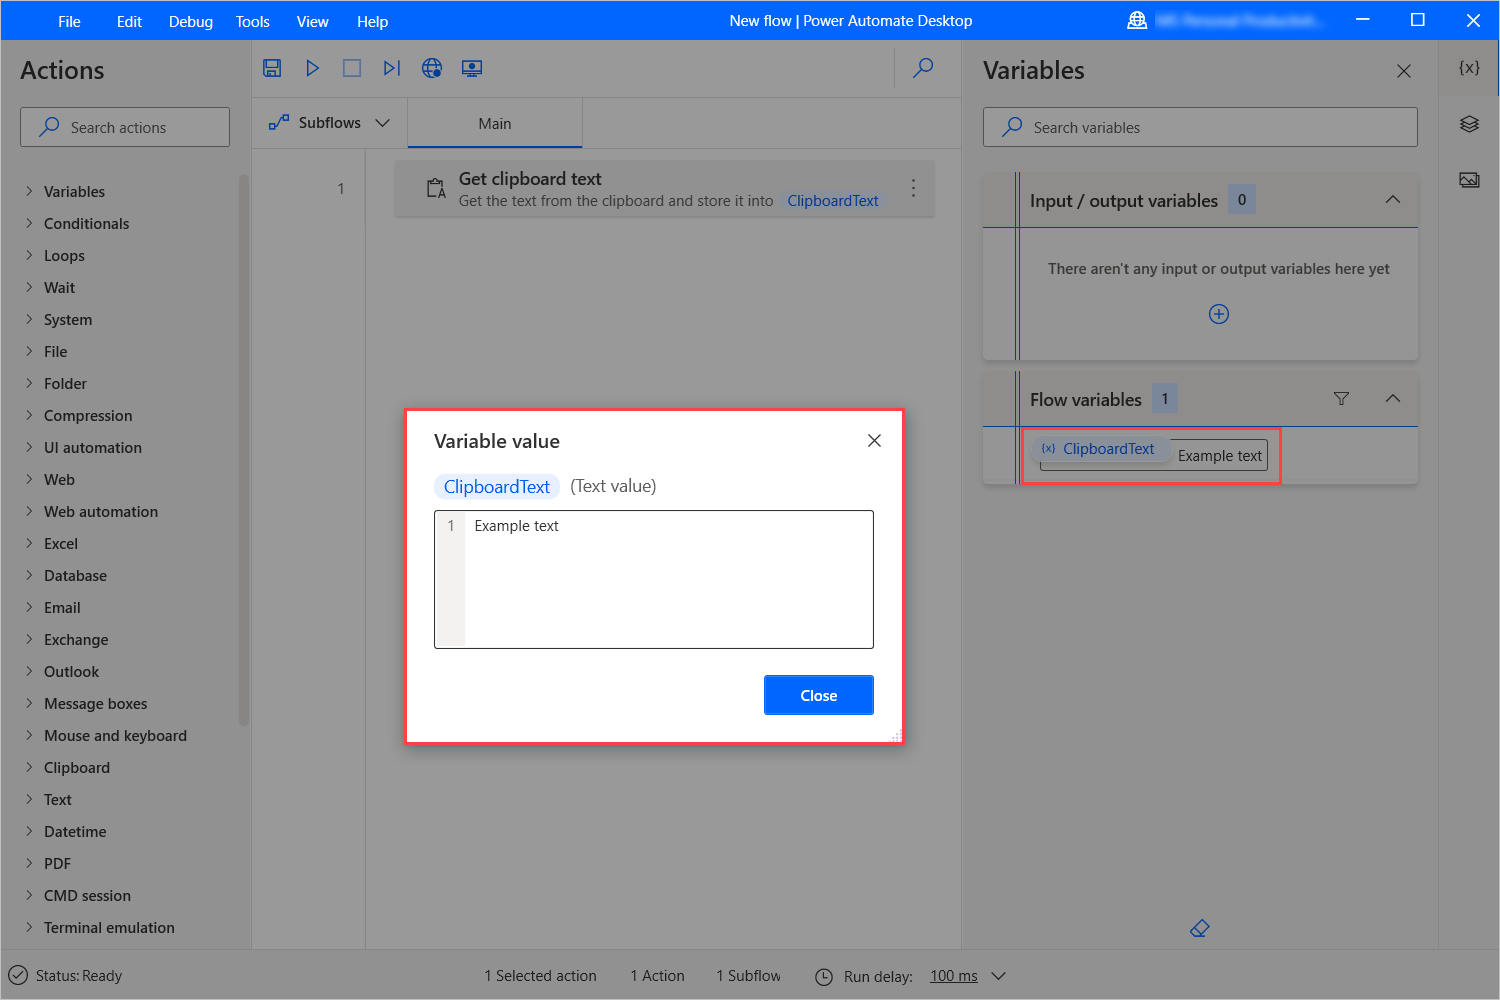 File Edit Debug Tools View Help
New flow | Power Automate Desktop
Actions
Search actions
Variables
Conditionals
Loops
Wait
System
File
Folder
Compression
UI automation
Web
Web automation
Excel
Database
Email
Exchange
Outlook
Message boxes
Mouse and keyboard
Clipboard
Text
Datetime
PDF
CMD session
Terminal emulation
Subflows
Main
1
Get clipboard text
Get the text from the clipboard and store it into ClipboardText
Variable value
ClipboardText (Text value)
1 Example text
Close
Variables
{x}
Search variables
Input / output variables 0
There aren't any input or output variables here yet
Flow variables 1
{x} ClipboardText Example text
Status: Ready
1 Selected action
1 Action
1 Subflow
Run delay: 100 ms